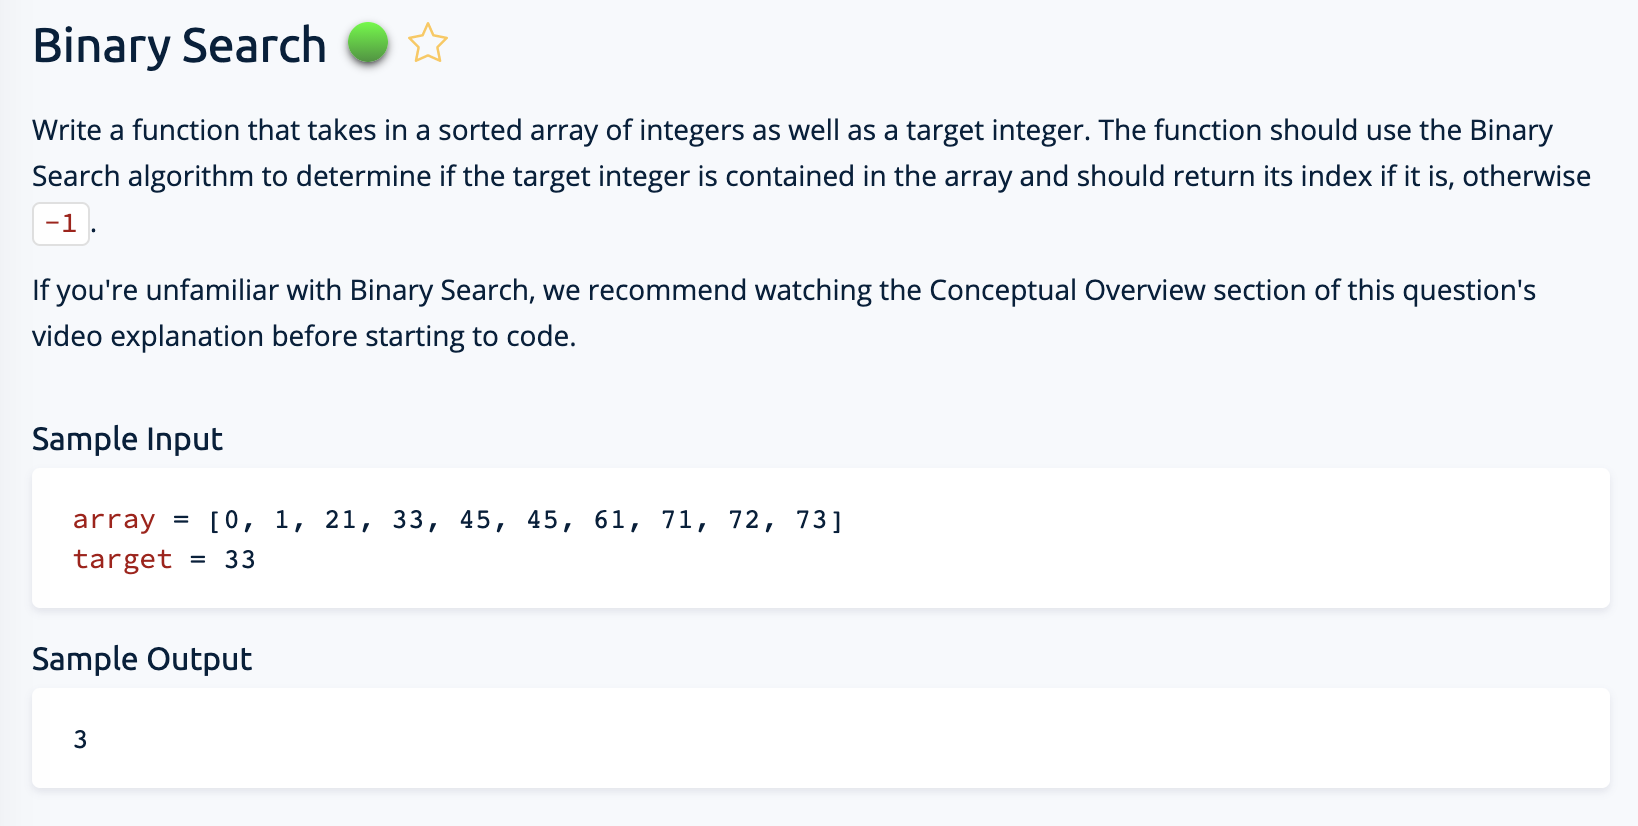 Binary Search
Write a function that takes in a sorted array of integers as well as a target integer. The function should use the Binary
Search algorithm to determine if the target integer is contained in the array and should return its index if it is, otherwise
-1.
If you're unfamiliar with Binary Search, we recommend watching the Conceptual Overview section of this question's
video explanation before starting to code.
Sample Input
array = [0, 1, 21, 33, 45, 45, 61, 71, 72, 73]
target = 33
Sample Output
3